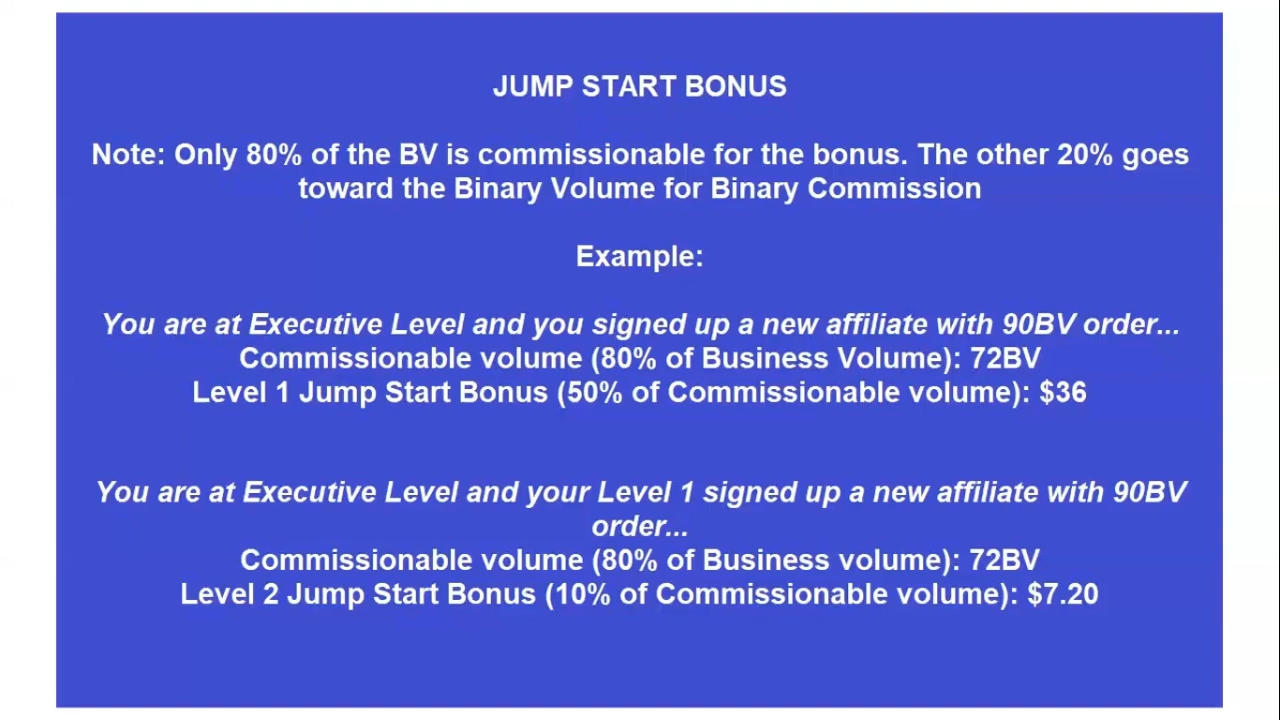 JUMP START BONUS
Note: Only 80% of the BV is commissionable for the bonus. The other 20% goes
toward the Binary Volume for Binary Commission
Example:
You are at Executive Level and you signed up a new affiliate with 90BV order...
Commissionable volume (80% of Business Volume): 72BV
Level 1 Jump Start Bonus (50% of Commissionable volume): $36
You are at Executive Level and your Level 1 signed up a new affiliate with 90BV
order...
Commissionable volume (80% of Business volume): 72BV
Level 2 Jump Start Bonus (10% of Commissionable volume): $7.20